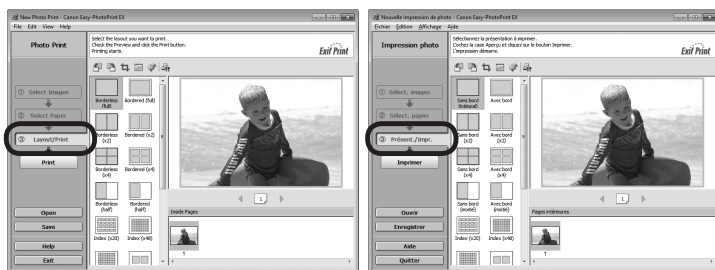 New Photo Print - Canon Easy-PhotoPrint EX
File Edit View Help
Photo Print
Select the layout you want to print.
Check the Preview and click the Print button.
Printing starts.
Exif Print
① Select Images
② Select Paper
③ Layout/Print
Print
Open
Save
Help
Exit
Borderless (full)
Bordered (full)
Borderless (x2)
Bordered (x2)
Borderless (x4)
Bordered (x4)
Borderless (half)
Bordered (half)
Index (x20)
Index (x48)
1
Inside Pages
1
Nouvelle impression de photo - Canon Easy-PhotoPrint EX
Fichier Édition Affichage Aide
Impression photo
Sélectionnez la présentation à imprimer.
Cochez la case Aperçu et cliquez sur le bouton Imprimer.
L'impression démarre.
Exif Print
① Sélect. images
② Sélect. papier
③ Présent./Impr.
Imprimer
Ouvrir
Enregistrer
Aide
Quitter
Sans bord (intégral)
Avec bord
Sans bord (x2)
Avec bord (x2)
Sans bord (x4)
Avec bord (x4)
Sans bord (moitié)
Avec bord (moitié)
Index (x20)
Index (x48)
1
Pages intérieures
1